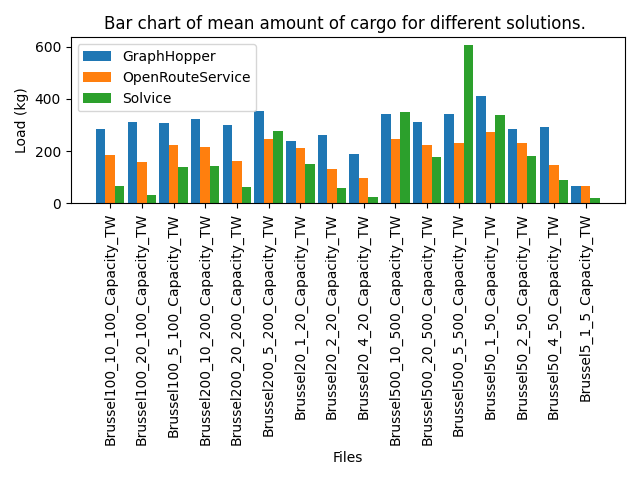 Bar chart of mean amount of cargo for different solutions.
600
400
200
0
Load (kg)
GraphHopper
OpenRouteService
Solvice
Brussel100_10_100_Capacity_TW
Brussel100_20_100_Capacity_TW
Brussel100_5_100_Capacity_TW
Brussel200_10_200_Capacity_TW
Brussel200_20_200_Capacity_TW
Brussel200_5_200_Capacity_TW
Brussel20_1_20_Capacity_TW
Brussel20_2_20_Capacity_TW
Brussel20_4_20_Capacity_TW
Brussel500_10_500_Capacity_TW
Brussel500_20_500_Capacity_TW
Brussel500_5_500_Capacity_TW
Brussel50_1_50_Capacity_TW
Brussel50_2_50_Capacity_TW
Brussel50_4_50_Capacity_TW
Brussel5_1_5_Capacity_TW
Files